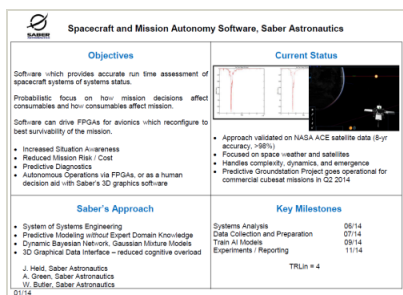 SABER
ASTRONAUTICS
Spacecraft and Mission Autonomy Software, Saber Astronautics
Objectives
Software which provides accurate run time assessment of
spacecraft systems of systems status.
Probabilistic focus on how mission decisions affect
consumables and how consumables affect mission.
Software can drive FPGAs for avionics which reconfigure to
best survivability of the mission.
• Increased Situation Awareness
• Reduced Mission Risk / Cost
• Predictive Diagnostics
• Autonomous Operations via FPGAs, or as a human
decision aid with Saber's 3D graphics software
Current Status
• Approach validated on NASA ACE satellite data (8-yr
accuracy, >98%)
• Focused on space weather and satellites
• Handles complexity, dynamics, and emergence
• Predictive Groundstation Project goes operational for
commercial cubesat missions in Q2 2014
Saber's Approach
• System of Systems Engineering
• Predictive Modeling without Expert Domain Knowledge
• Dynamic Bayesian Network, Gaussian Mixture Models
• 3D Graphical Data Interface – reduced cognitive overload
J. Held, Saber Astronautics
A. Green, Saber Astronautics
W. Butler, Saber Astronautics
01/14
Key Milestones
Systems Analysis 06/14
Data Collection and Preparation 07/14
Train AI Models 09/14
Experiments / Reporting 11/14
TRLin = 4